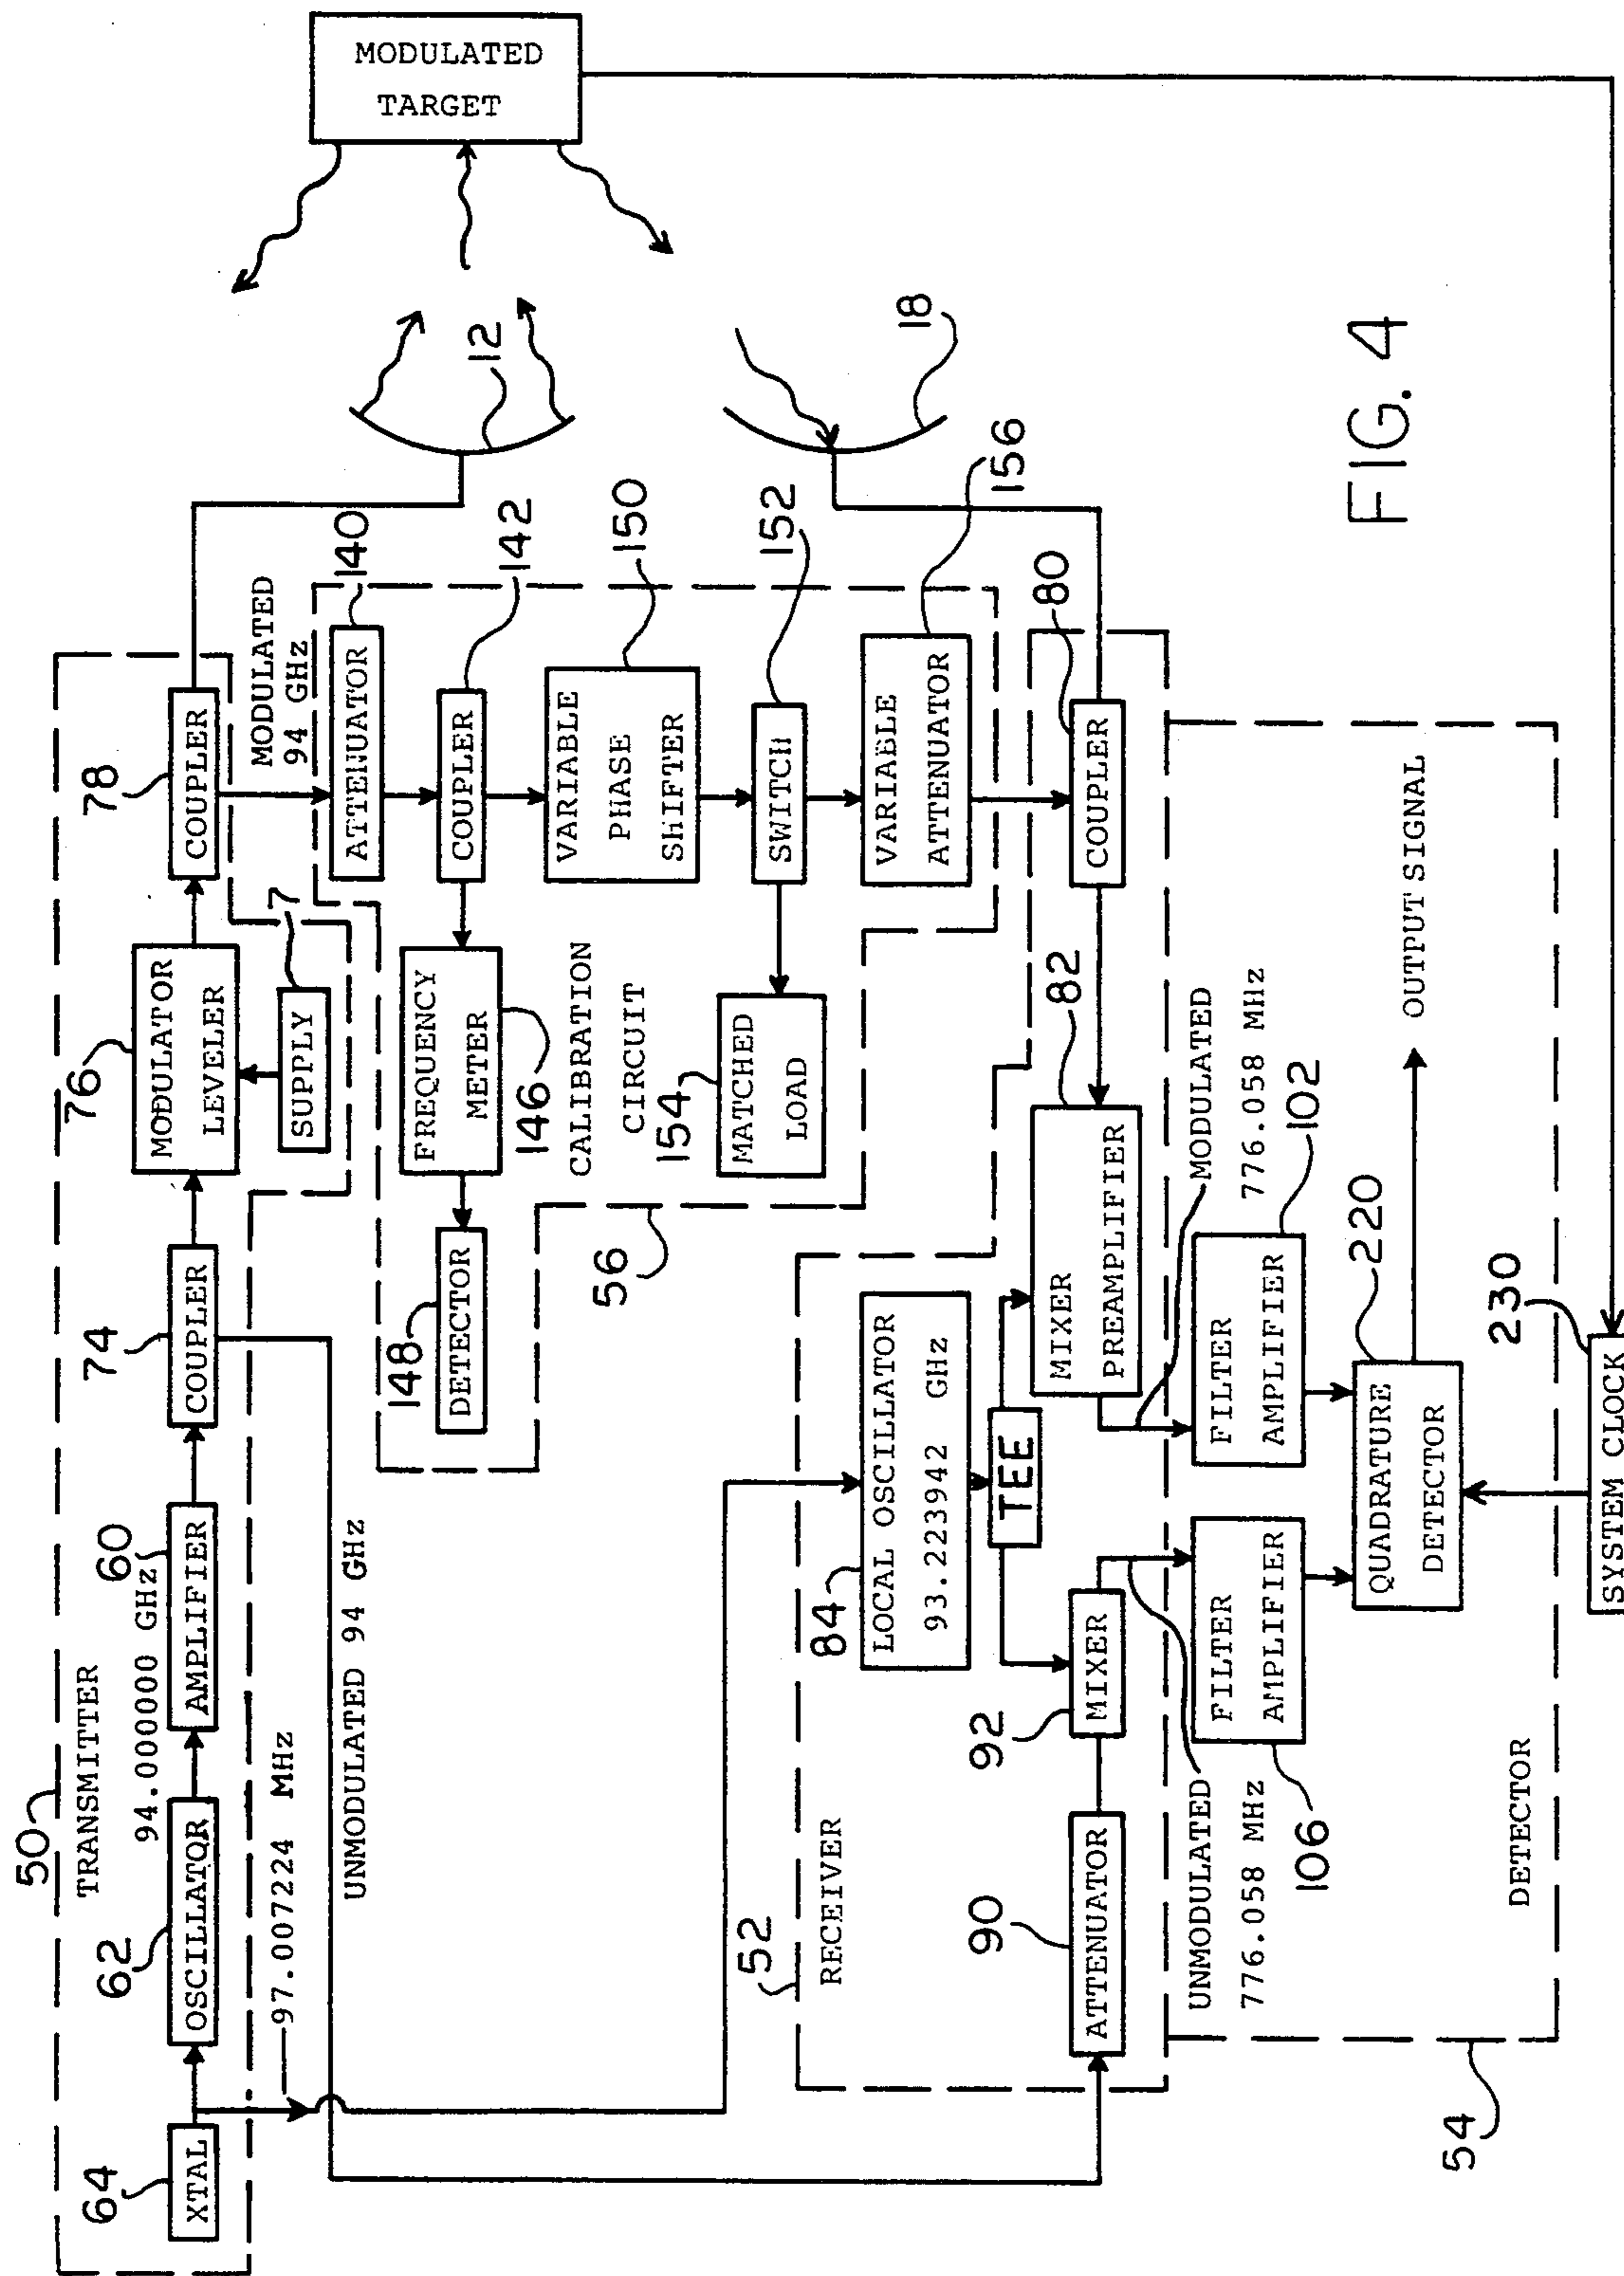 50
TRANSMITTER
64
XTAL
62
OSCILLATOR
94.000000 GHz
60
AMPLIFIER
74
COUPLER
76
MODULATOR
LEVELER
7
SUPPLY
78
COUPLER
97.007224 MHz
UNMODULATED 94 GHz
MODULATED
94 GHz
MODULATED
TARGET
12
18
140
ATTENUATOR
142
COUPLER
FREQUENCY
METER
146
148
DETECTOR
150
VARIABLE
PHASE
SHIFTER
CALIBRATION
CIRCUIT
56
152
SWITCH
154
MATCHED
LOAD
156
VARIABLE
ATTENUATOR
80
COUPLER
52
RECEIVER
84
LOCAL OSCILLATOR
93.223942 GHz
TEE
82
MIXER
PREAMPLIFIER
90
ATTENUATOR
92
MIXER
UNMODULATED
776.058 MHz
MODULATED
776.058 MHz
106
FILTER
AMPLIFIER
102
FILTER
AMPLIFIER
220
QUADRATURE
DETECTOR
OUTPUT SIGNAL
DETECTOR
54
230
SYSTEM CLOCK
FIG. 4